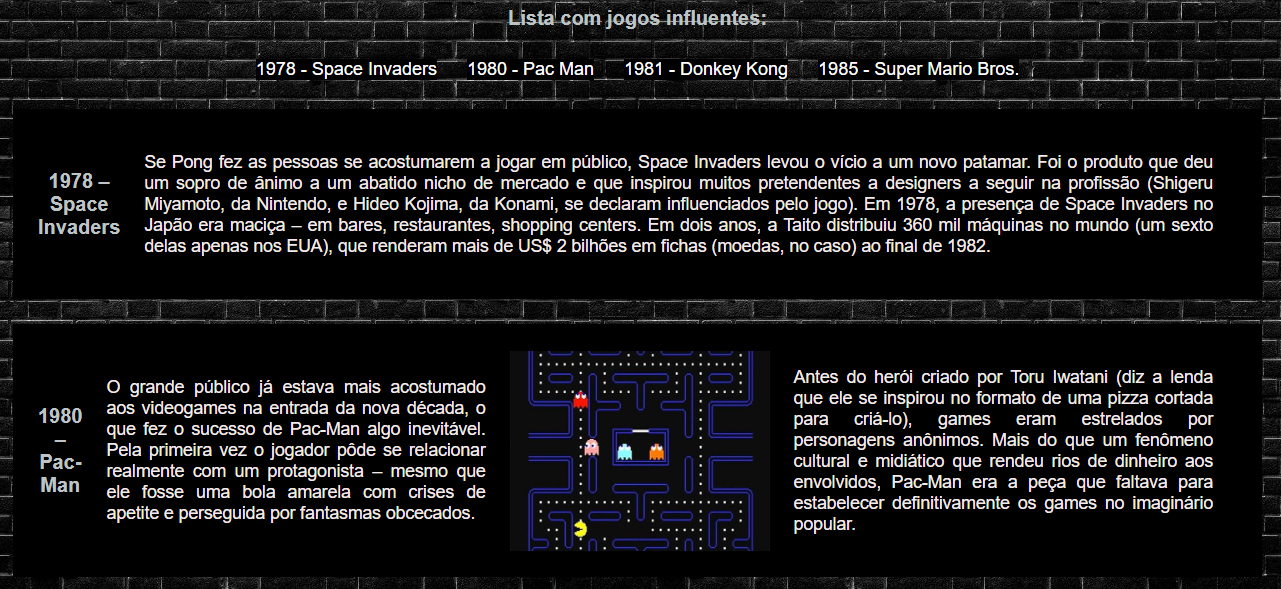 Lista com jogos influentes:
1978 - Space Invaders 1980 - Pac Man 1981 - Donkey Kong 1985 - Super Mario Bros.
1978 –
Space
Invaders
Se Pong fez as pessoas se acostumarem a jogar em público, Space Invaders levou o vício a um novo patamar. Foi o produto que deu
um sopro de ânimo a um abatido nicho de mercado e que inspirou muitos pretendentes a designers a seguir na profissão (Shigeru
Miyamoto, da Nintendo, e Hideo Kojima, da Konami, se declaram influenciados pelo jogo). Em 1978, a presença de Space Invaders no
Japão era maciça – em bares, restaurantes, shopping centers. Em dois anos, a Taito distribuiu 360 mil máquinas no mundo (um sexto
delas apenas nos EUA), que renderam mais de US$ 2 bilhões em fichas (moedas, no caso) ao final de 1982.
1980
–
Pac-
Man
O grande público já estava mais acostumado
aos videogames na entrada da nova década, o
que fez o sucesso de Pac-Man algo inevitável.
Pela primeira vez o jogador pôde se relacionar
realmente com um protagonista – mesmo que
ele fosse uma bola amarela com crises de
apetite e perseguida por fantasmas obcecados.
Antes do herói criado por Toru Iwatani (diz a lenda
que ele se inspirou no formato de uma pizza cortada
para criá-lo), games eram estrelados por
personagens anônimos. Mais do que um fenômeno
cultural e midiático que rendeu rios de dinheiro aos
envolvidos, Pac-Man era a peça que faltava para
estabelecer definitivamente os games no imaginário
popular.